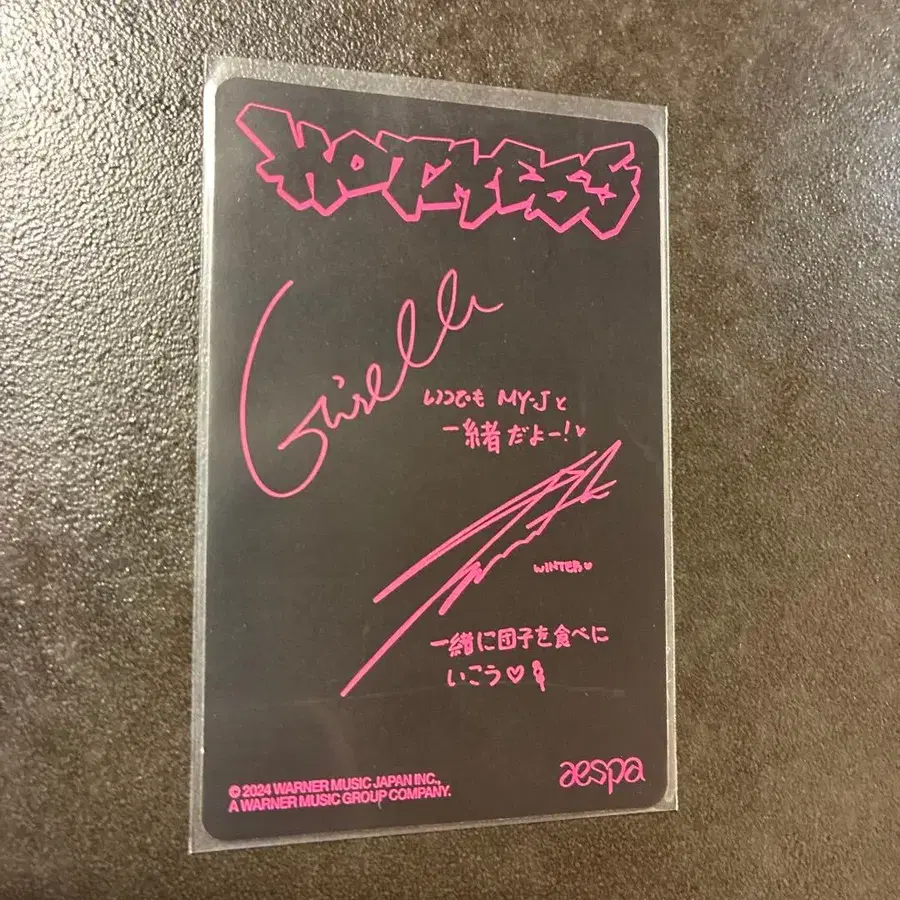 HOT MESS
Giselle
いつでも MY-Jと
一緒だよー!♡
WINTER♡
一緒に団子を食べに
いこう♡🍡
aespa
© 2024 WARNER MUSIC JAPAN INC.,
A WARNER MUSIC GROUP COMPANY.